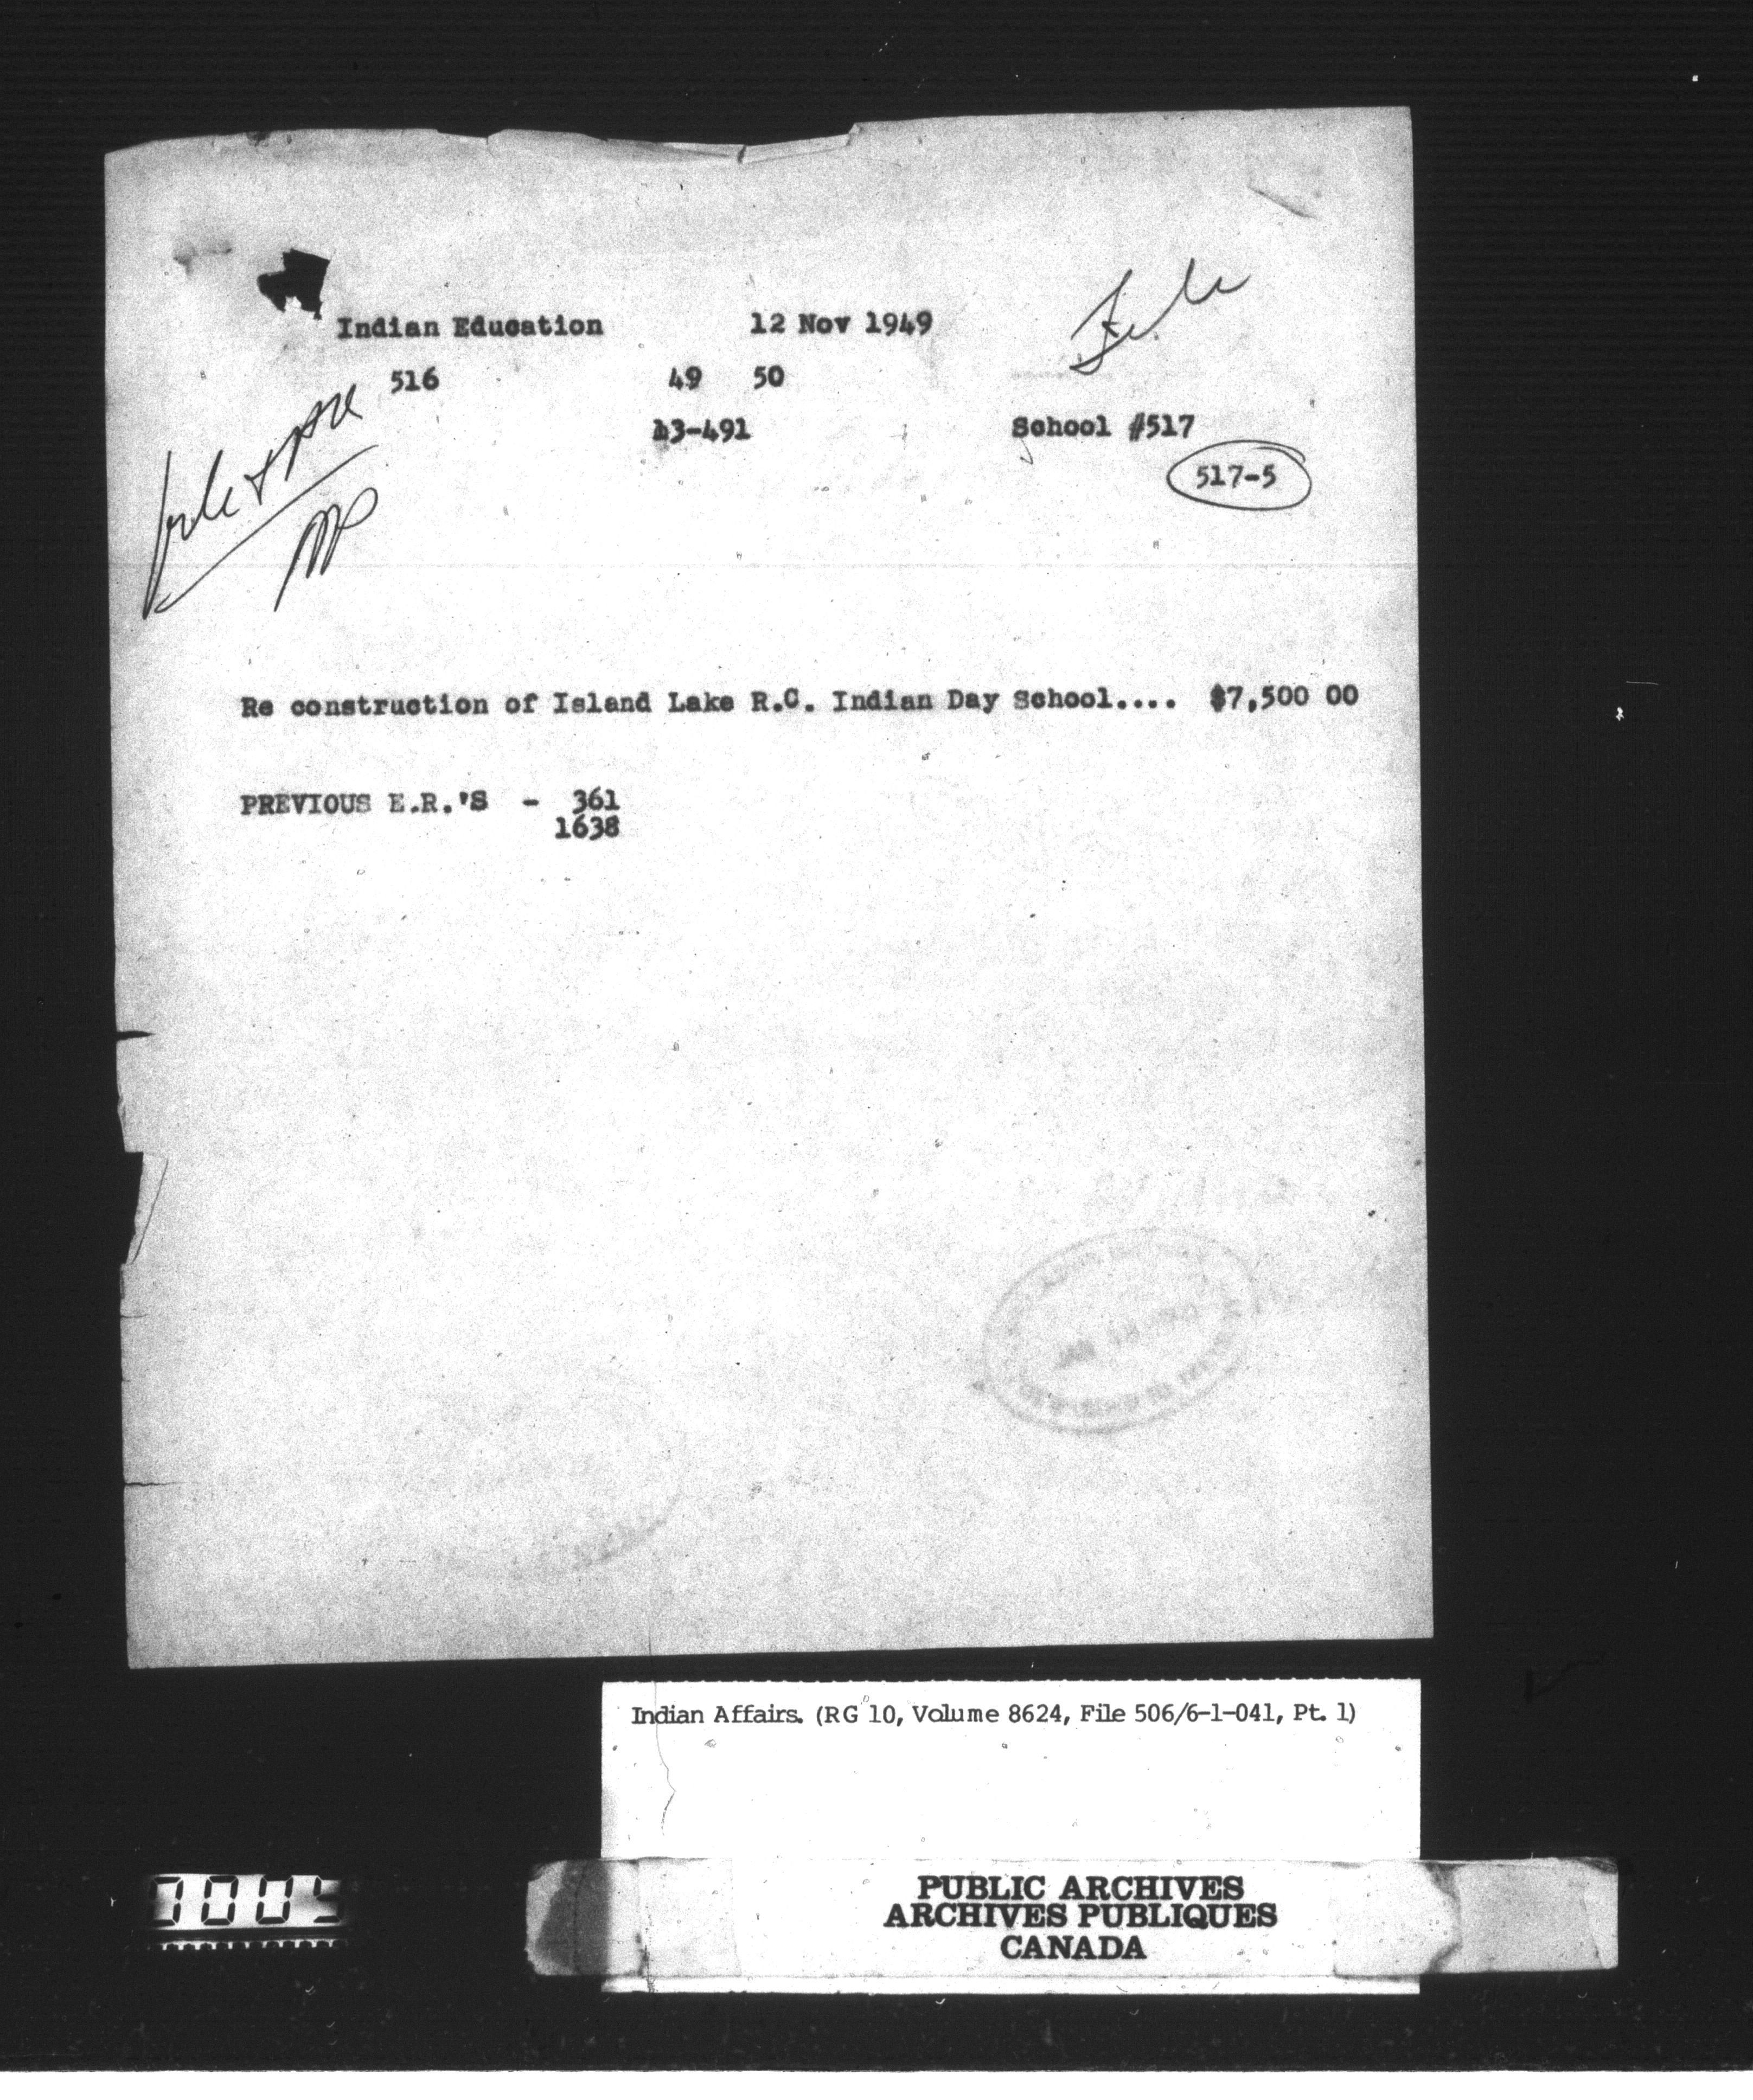 Indian Education 12 Nov 1949
File
516 49 50
43-491 School #517
517-5
Re construction of Island Lake R.C. Indian Day School.... $7,500 00
PREVIOUS E.R.'S - 361
1638
Indian Affairs. (RG 10, Volume 8624, File 506/6-1-041, Pt. 1)
PUBLIC ARCHIVES
ARCHIVES PUBLIQUES
CANADA